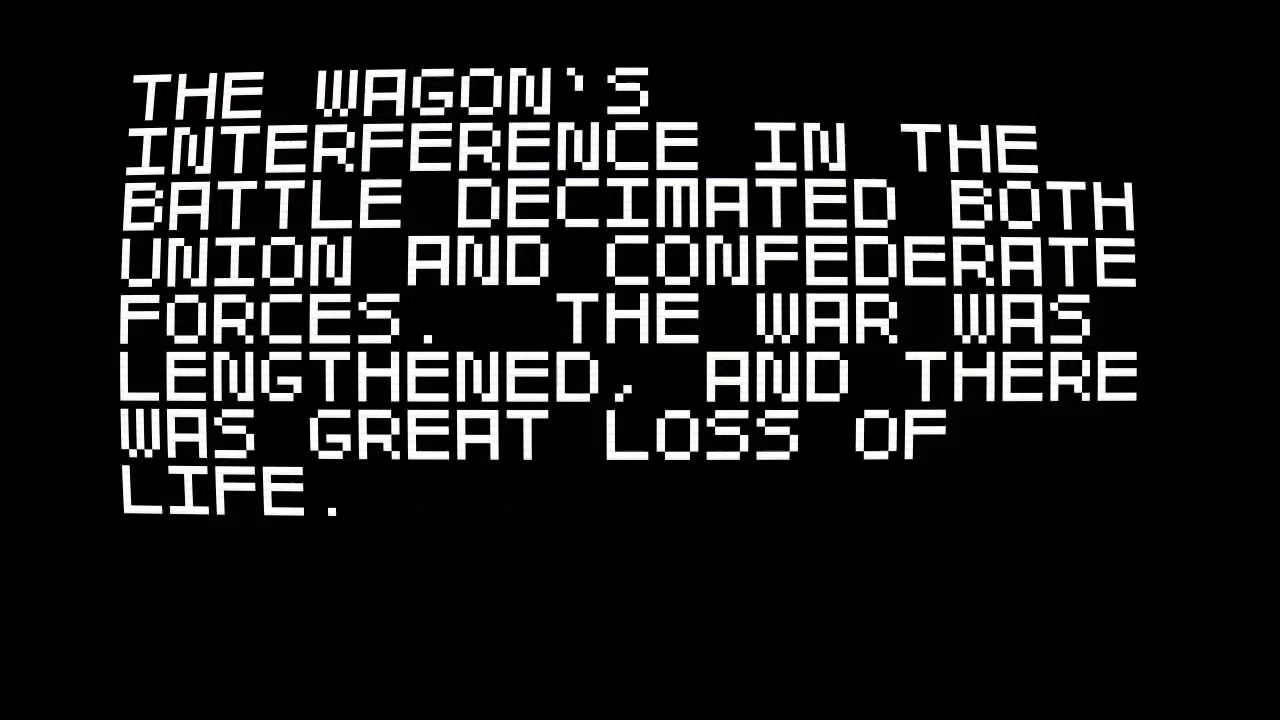 THE WAGON'S
INTERFERENCE IN THE
BATTLE DECIMATED BOTH
UNION AND CONFEDERATE
FORCES.  THE WAR WAS
LENGTHENED, AND THERE
WAS GREAT LOSS OF
LIFE.